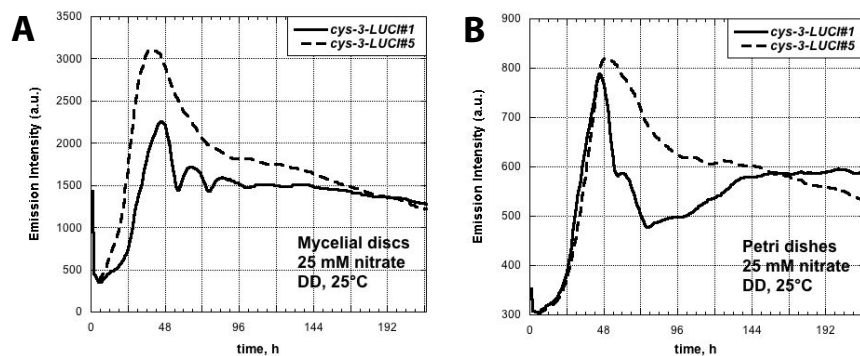 A
Emission Intensity (a.u.)
3500
3000
2500
2000
1500
1000
500
0
cys-3-LUCI#1
cys-3-LUCI#5
Mycelial discs
25 mM nitrate
DD, 25°C
0 48 96 144 192
time, h
B
Emission Intensity (a.u.)
900
800
700
600
500
400
300
cys-3-LUCI#1
cys-3-LUCI#5
Petri dishes
25 mM nitrate
DD, 25°C
0 48 96 144 192
time, h